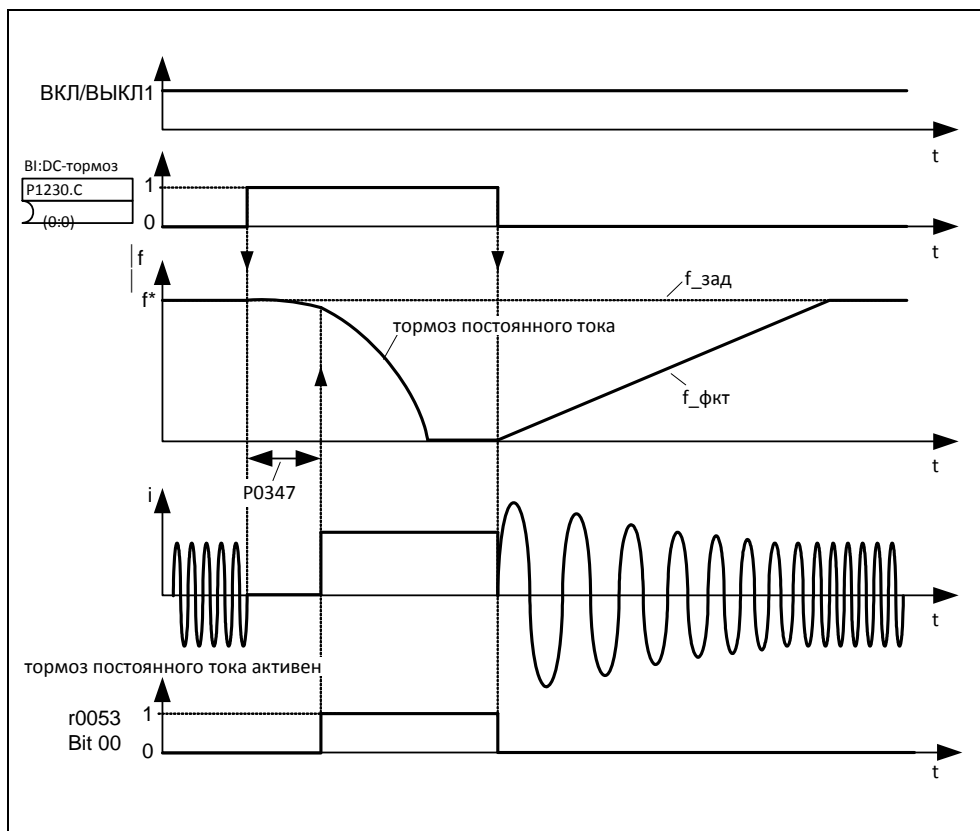 ВКЛ/ВЫКЛ1
t
BI:DC-тормоз
P1230.C
(0:0)
1
0
t
f
f*
f_зад
тормоз постоянного тока
f_фкт
t
P0347
i
t
тормоз постоянного тока активен
r0053
Bit 00
1
0
t